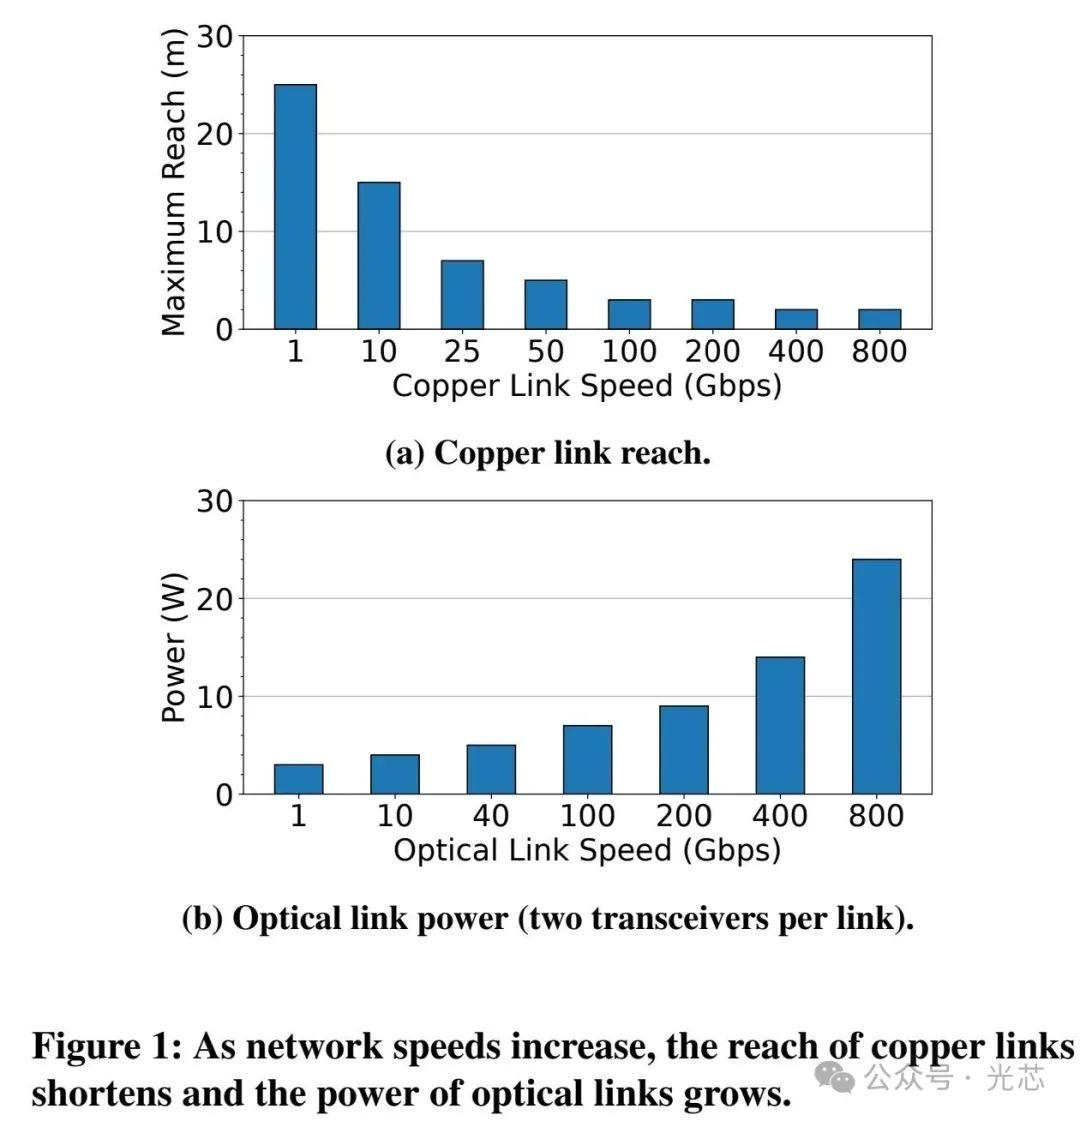 30
20
10
0
Maximum Reach (m)
1 10 25 50 100 200 400 800
Copper Link Speed (Gbps)
(a) Copper link reach.
30
20
10
0
Power (W)
1 10 40 100 200 400 800
Optical Link Speed (Gbps)
(b) Optical link power (two transceivers per link).
Figure 1: As network speeds increase, the reach of copper links
shortens and the power of optical links grows.
公众号 · 光芯